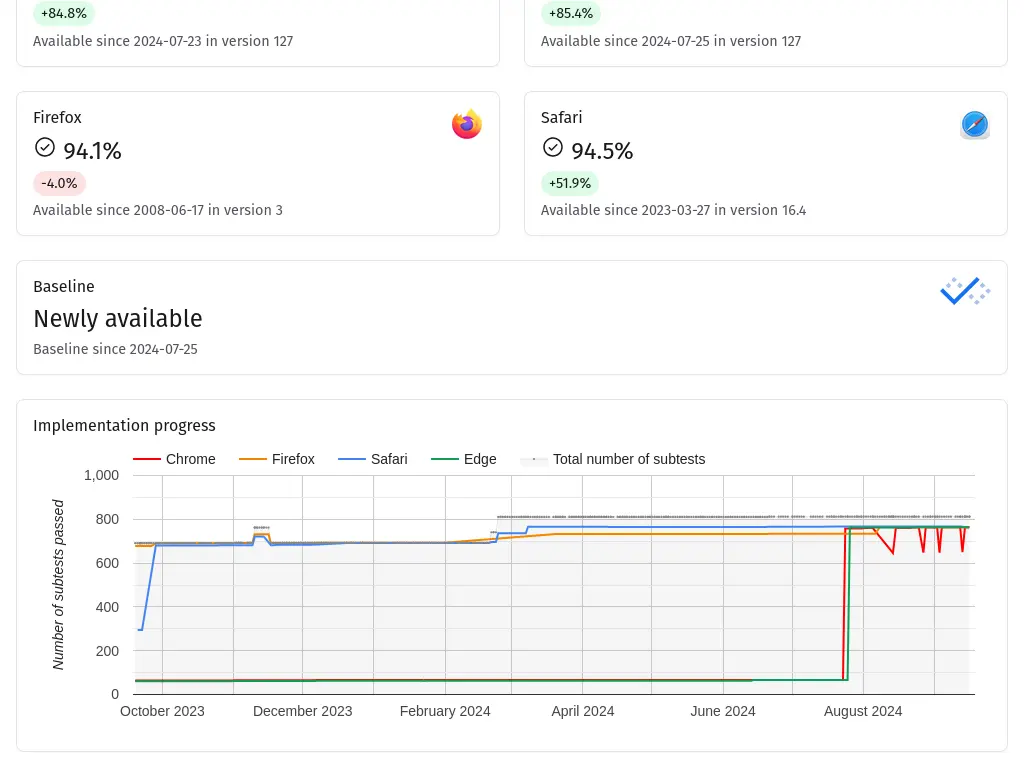 +84.8%
Available since 2024-07-23 in version 127
+85.4%
Available since 2024-07-25 in version 127
Firefox
94.1%
-4.0%
Available since 2008-06-17 in version 3
Safari
94.5%
+51.9%
Available since 2023-03-27 in version 16.4
Baseline
Newly available
Baseline since 2024-07-25
Implementation progress
Chrome Firefox Safari Edge Total number of subtests
Number of subtests passed
1,000
800
600
400
200
0
October 2023 December 2023 February 2024 April 2024 June 2024 August 2024